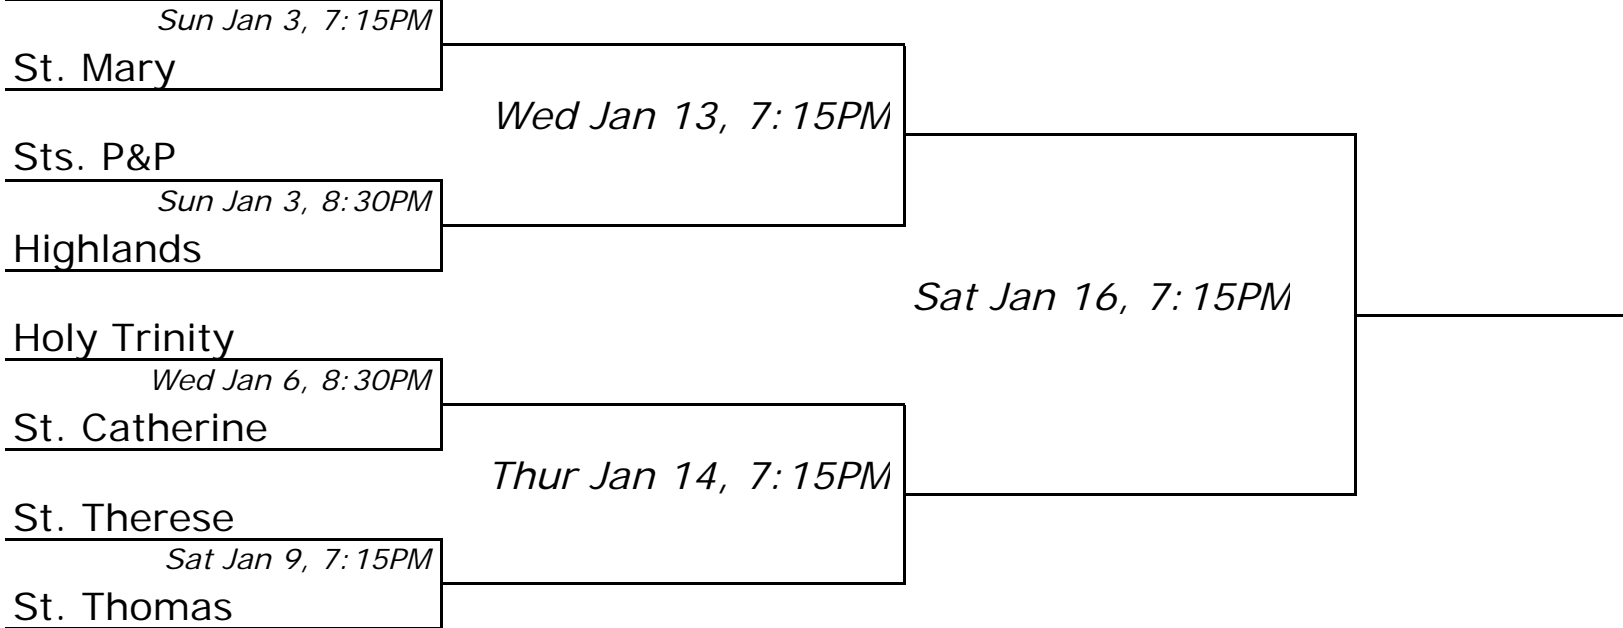 Sun Jan 3, 7:15PM
St. Mary
Wed Jan 13, 7:15PM
Sts. P&P
Sun Jan 3, 8:30PM
Highlands
Sat Jan 16, 7:15PM
Holy Trinity
Wed Jan 6, 8:30PM
St. Catherine
Thur Jan 14, 7:15PM
St. Therese
Sat Jan 9, 7:15PM
St. Thomas